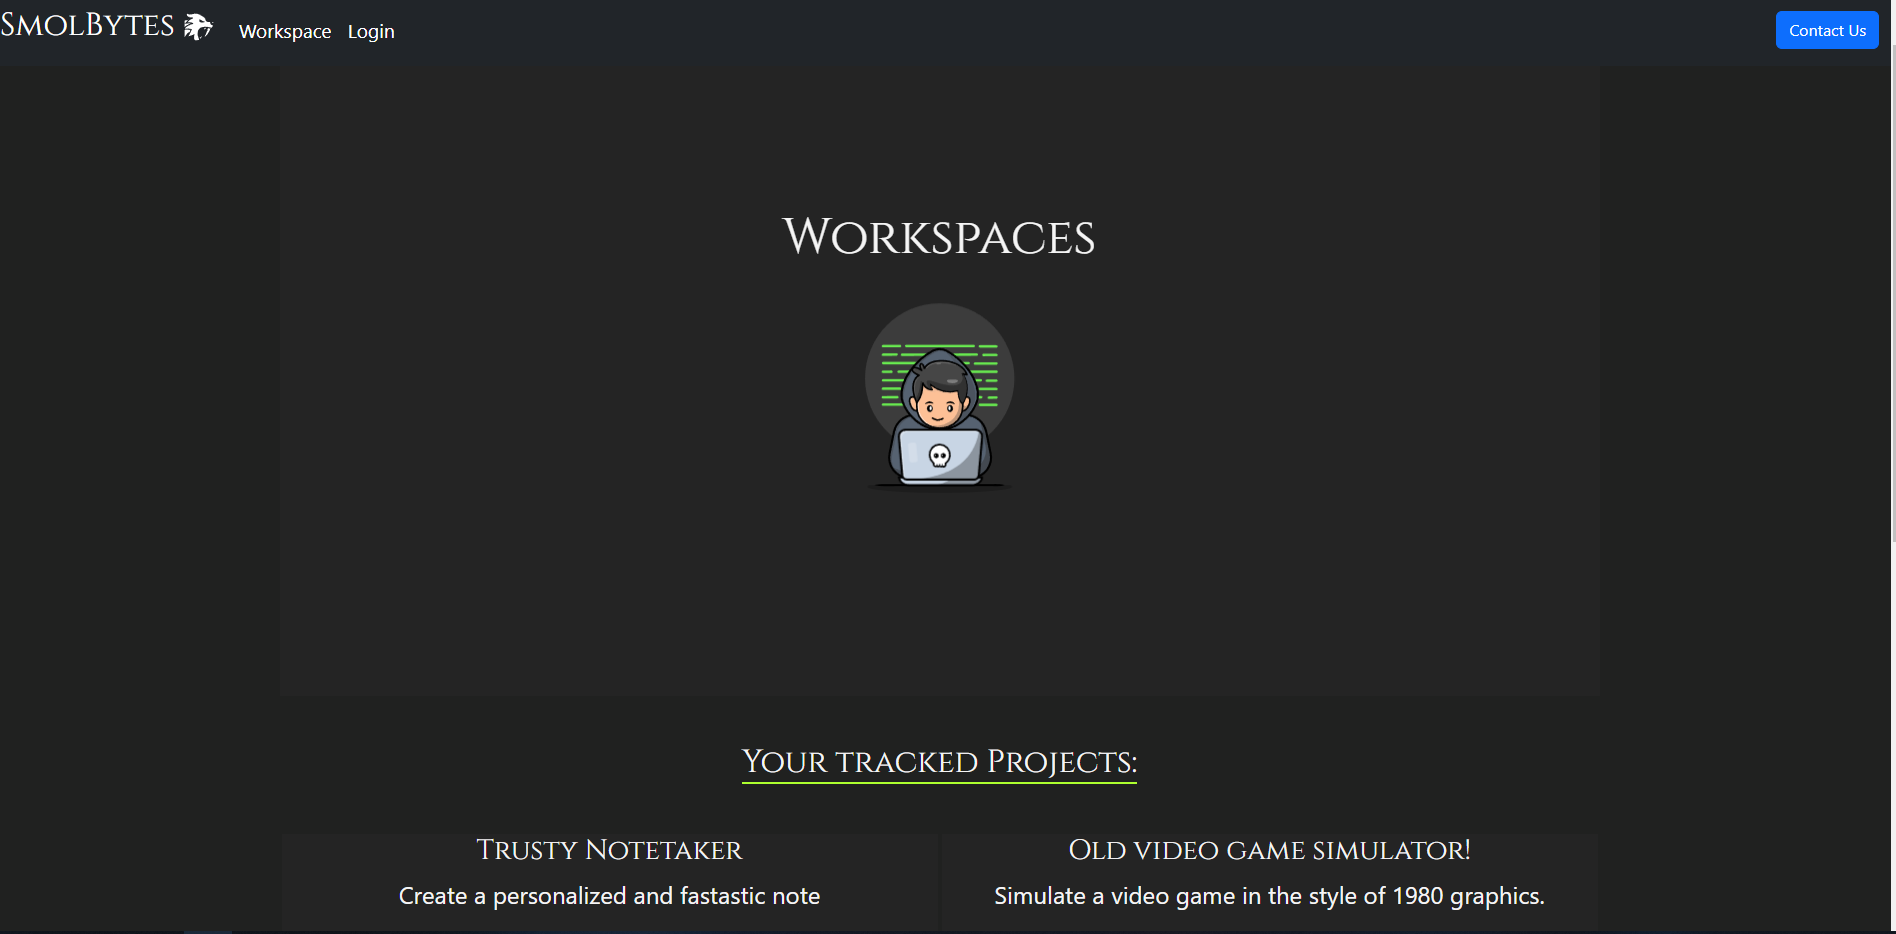 SmolBytes
Workspace Login
Contact Us
Workspaces
Your tracked Projects:
Trusty Notetaker
Create a personalized and fastastic note
Old video game simulator!
Simulate a video game in the style of 1980 graphics.